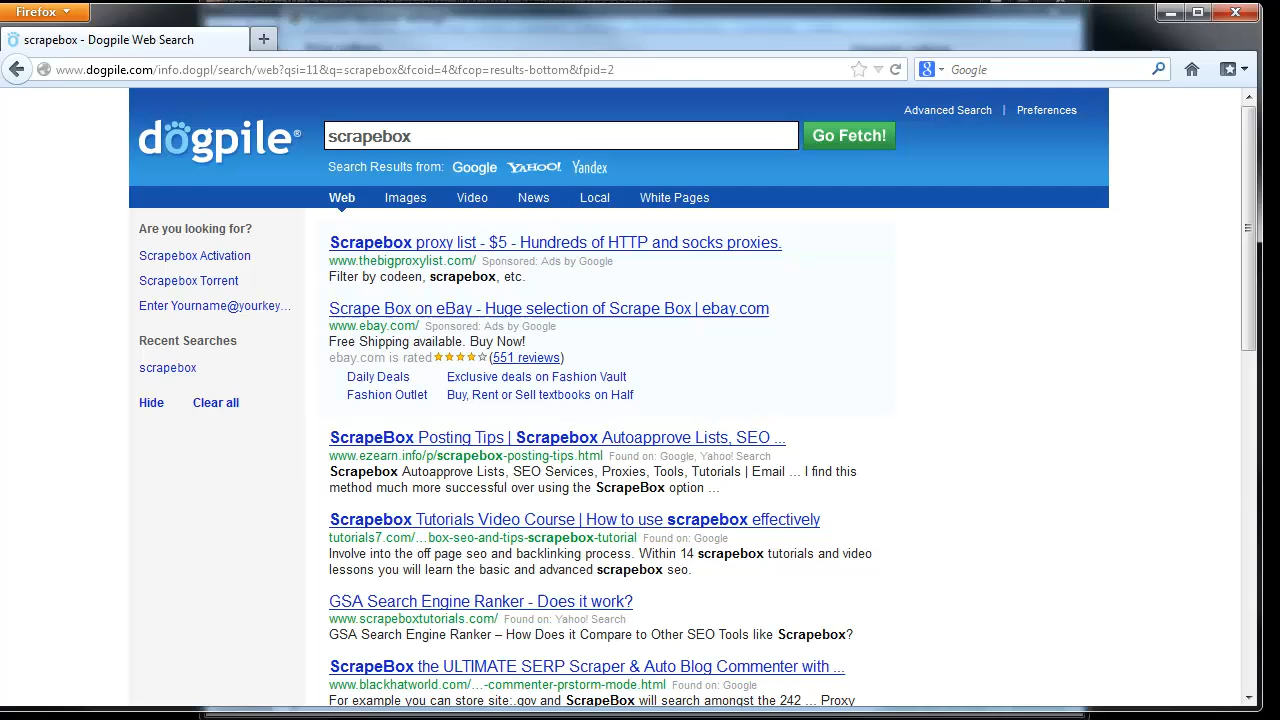 Firefox
scrapebox - Dogpile Web Search
www.dogpile.com/info.dogpl/search/web?qsi=11&q=scrapebox&fcoid=4&fcop=results-bottom&fpid=2
Google
Advanced Search | Preferences
dogpile®
scrapebox
Go Fetch!
Search Results from: Google YAHOO! Yandex
Web Images Video News Local White Pages
Are you looking for?
Scrapebox Activation
Scrapebox Torrent
Enter Yourname@yourkey...
Recent Searches
scrapebox
Hide Clear all
Scrapebox proxy list - $5 - Hundreds of HTTP and socks proxies.
www.thebigproxylist.com/ Sponsored: Ads by Google
Filter by codeen, scrapebox, etc.
Scrape Box on eBay - Huge selection of Scrape Box | ebay.com
www.ebay.com/ Sponsored: Ads by Google
Free Shipping available. Buy Now!
ebay.com is rated (551 reviews)
Daily Deals Exclusive deals on Fashion Vault
Fashion Outlet Buy, Rent or Sell textbooks on Half
ScrapeBox Posting Tips | Scrapebox Autoapprove Lists, SEO ...
www.ezearn.info/p/scrapebox-posting-tips.html Found on: Google, Yahoo! Search
Scrapebox Autoapprove Lists, SEO Services, Proxies, Tools, Tutorials | Email ... I find this
method much more successful over using the ScrapeBox option ...
Scrapebox Tutorials Video Course | How to use scrapebox effectively
tutorials7.com/...box-seo-and-tips-scrapebox-tutorial Found on: Google
Involve into the off page seo and backlinking process. Within 14 scrapebox tutorials and video
lessons you will learn the basic and advanced scrapebox seo.
GSA Search Engine Ranker - Does it work?
www.scrapeboxtutorials.com/ Found on: Yahoo! Search
GSA Search Engine Ranker – How Does it Compare to Other SEO Tools like Scrapebox?
ScrapeBox the ULTIMATE SERP Scraper & Auto Blog Commenter with ...
www.blackhatworld.com/...-commenter-prstorm-mode.html Found on: Google
For example you can store site:.gov and ScrapeBox will search amongst the 242 ... Proxy